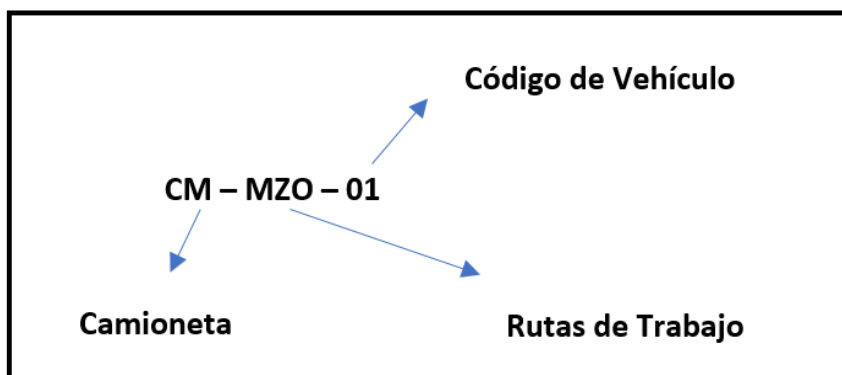 Código de Vehículo
CM – MZO – 01
Camioneta
Rutas de Trabajo